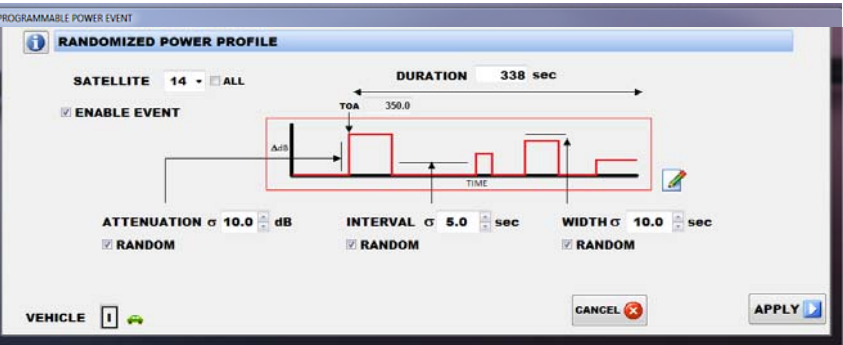 PROGRAMMABLE POWER EVENT
RANDOMIZED POWER PROFILE
SATELLITE 14 ALL
DURATION 338 sec
ENABLE EVENT
TOA 350.0
ΔdB
TIME
ATTENUATION σ 10.0 dB
INTERVAL σ 5.0 sec
WIDTH σ 10.0 sec
RANDOM
RANDOM
RANDOM
VEHICLE 1
CANCEL
APPLY